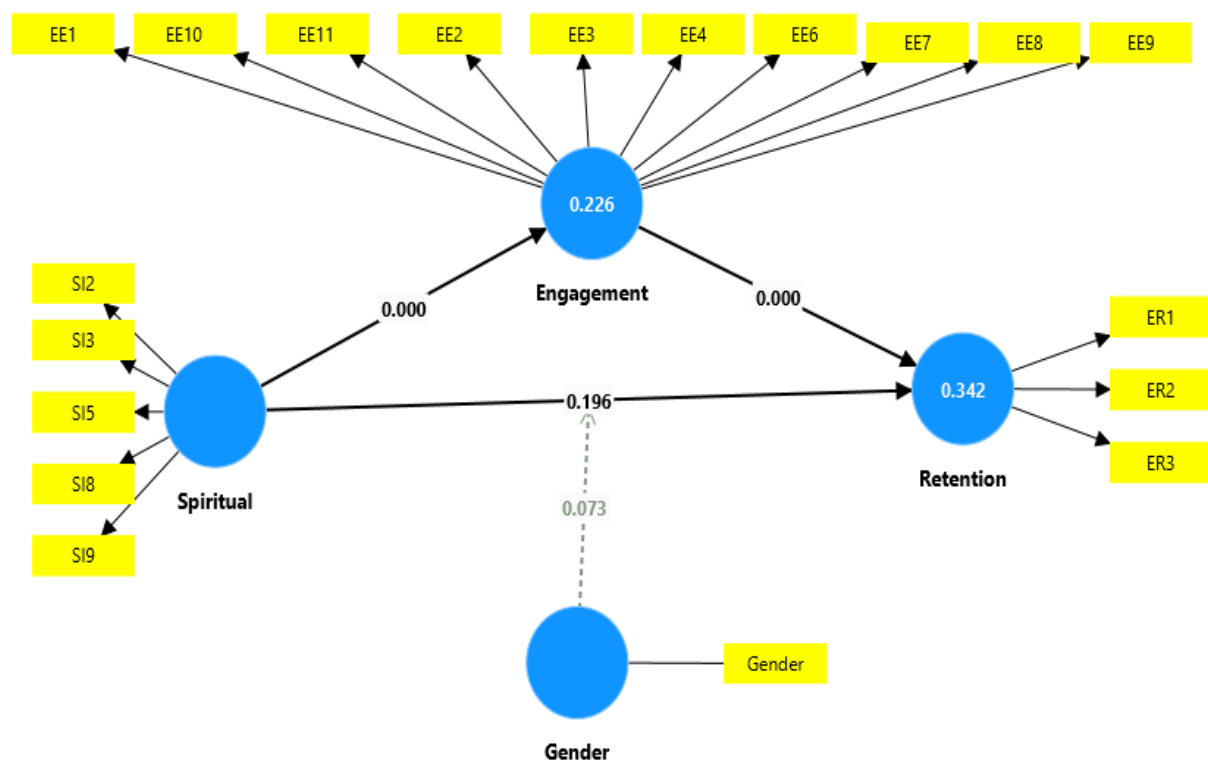 EE1
EE10
EE11
EE2
EE3
EE4
EE6
EE7
EE8
EE9
0.226
Engagement
0.000
0.000
SI2
SI3
SI5
SI8
SI9
Spiritual
0.196
0.342
Retention
ER1
ER2
ER3
0.073
Gender
Gender